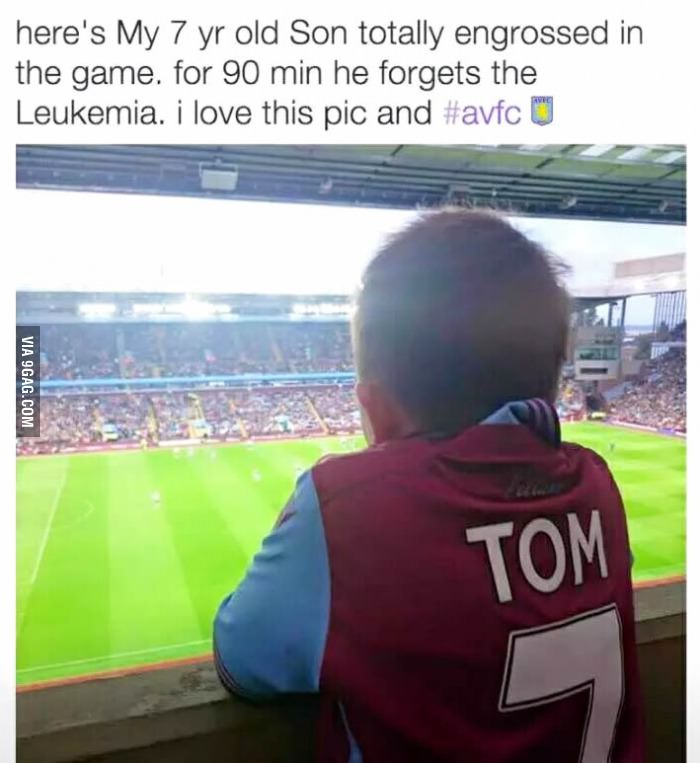 here's My 7 yr old Son totally engrossed in
the game. for 90 min he forgets the
Leukemia. i love this pic and #avfc
VIA 9GAG.COM
TOM
7